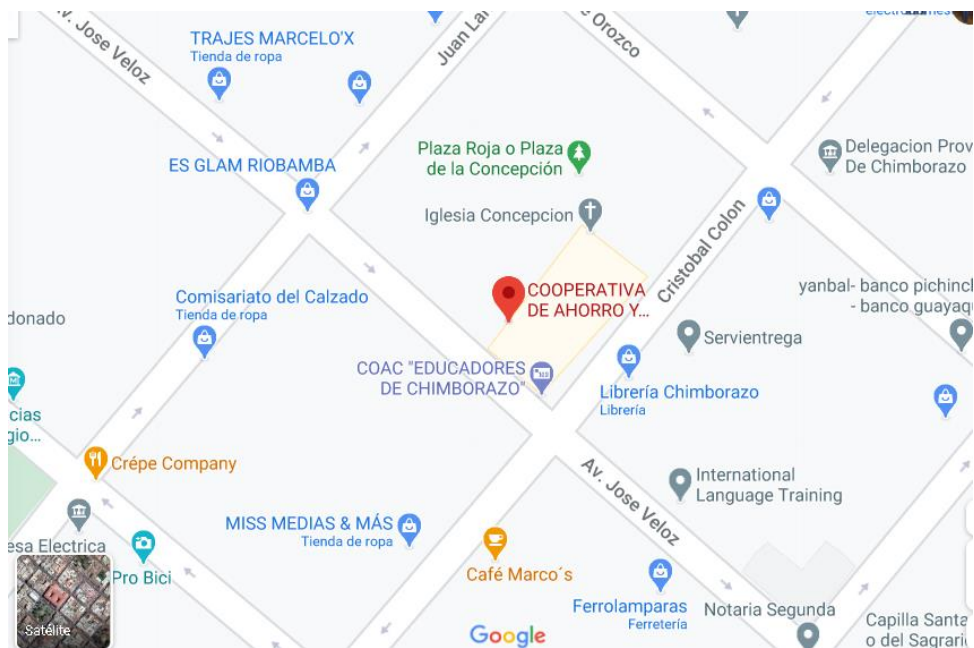 Av. Jose Veloz
TRAJES MARCELO'X
Tienda de ropa
Juan Lar
e Orozco
Plaza Roja o Plaza
de la Concepción
Delegacion Prov
De Chimborazo
ES GLAM RIOBAMBA
Iglesia Concepcion
Cristobal Colon
COOPERATIVA
DE AHORRO Y...
yanbal- banco pichincl
- banco guayaqu
Comisariato del Calzado
Tienda de ropa
donado
Servientrega
COAC "EDUCADORES
DE CHIMBORAZO"
Librería Chimborazo
Librería
cias
gio...
Crépe Company
Av. Jose Veloz
International
Language Training
MISS MEDIAS & MÁS
Tienda de ropa
esa Electrica
Pro Bici
Café Marco´s
Ferrolamparas
Ferretería
Notaria Segunda
Capilla Santa
o del Sagrari
Satélite
Google